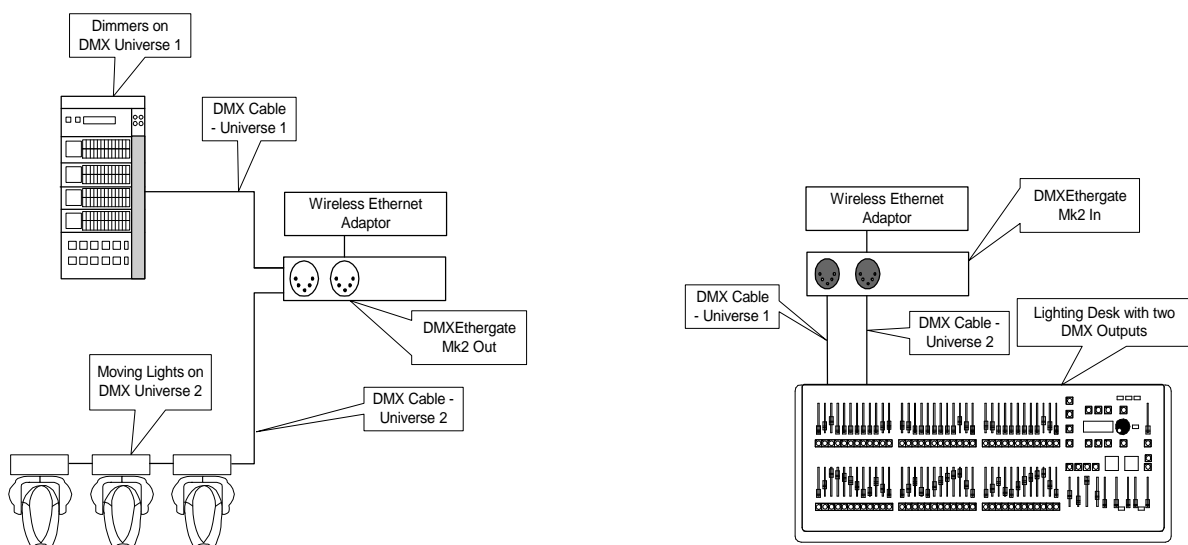 Dimmers on
DMX Universe 1
DMX Cable
- Universe 1
Wireless Ethernet
Adaptor
DMXEthergate
Mk2 Out
Moving Lights on
DMX Universe 2
DMX Cable -
Universe 2
Wireless Ethernet
Adaptor
DMXEthergate
Mk2 In
DMX Cable
- Universe 1
DMX Cable -
Universe 2
Lighting Desk with two
DMX Outputs